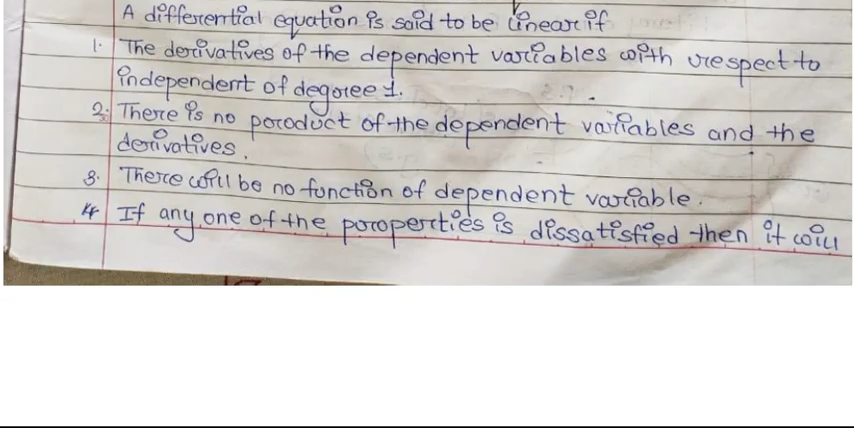 A differential equation is said to be linear if
1. The derivatives of the dependent variables with respect to
independent of degree 1.
2. There is no product of the dependent variables and the
derivatives.
3. There will be no function of dependent variable.
4 If any one of the properties is dissatisfied then it will